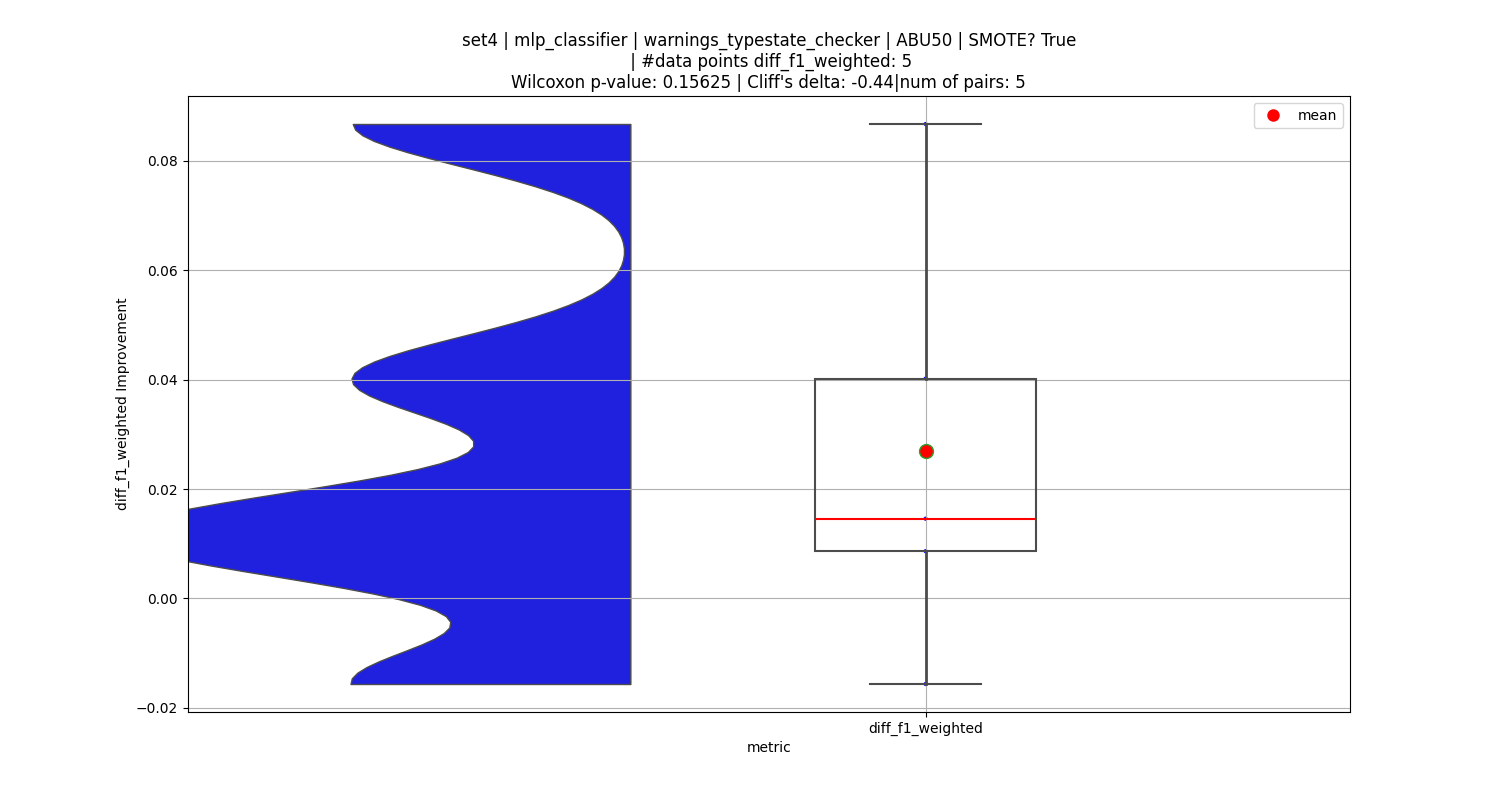 set4 | mlp_classifier | warnings_typestate_checker | ABU50 | SMOTE? True
| #data points diff_f1_weighted: 5
Wilcoxon p-value: 0.15625 | Cliff's delta: -0.44|num of pairs: 5
mean
0.08
0.06
0.04
0.02
0.00
−0.02
diff_f1_weighted Improvement
diff_f1_weighted
metric